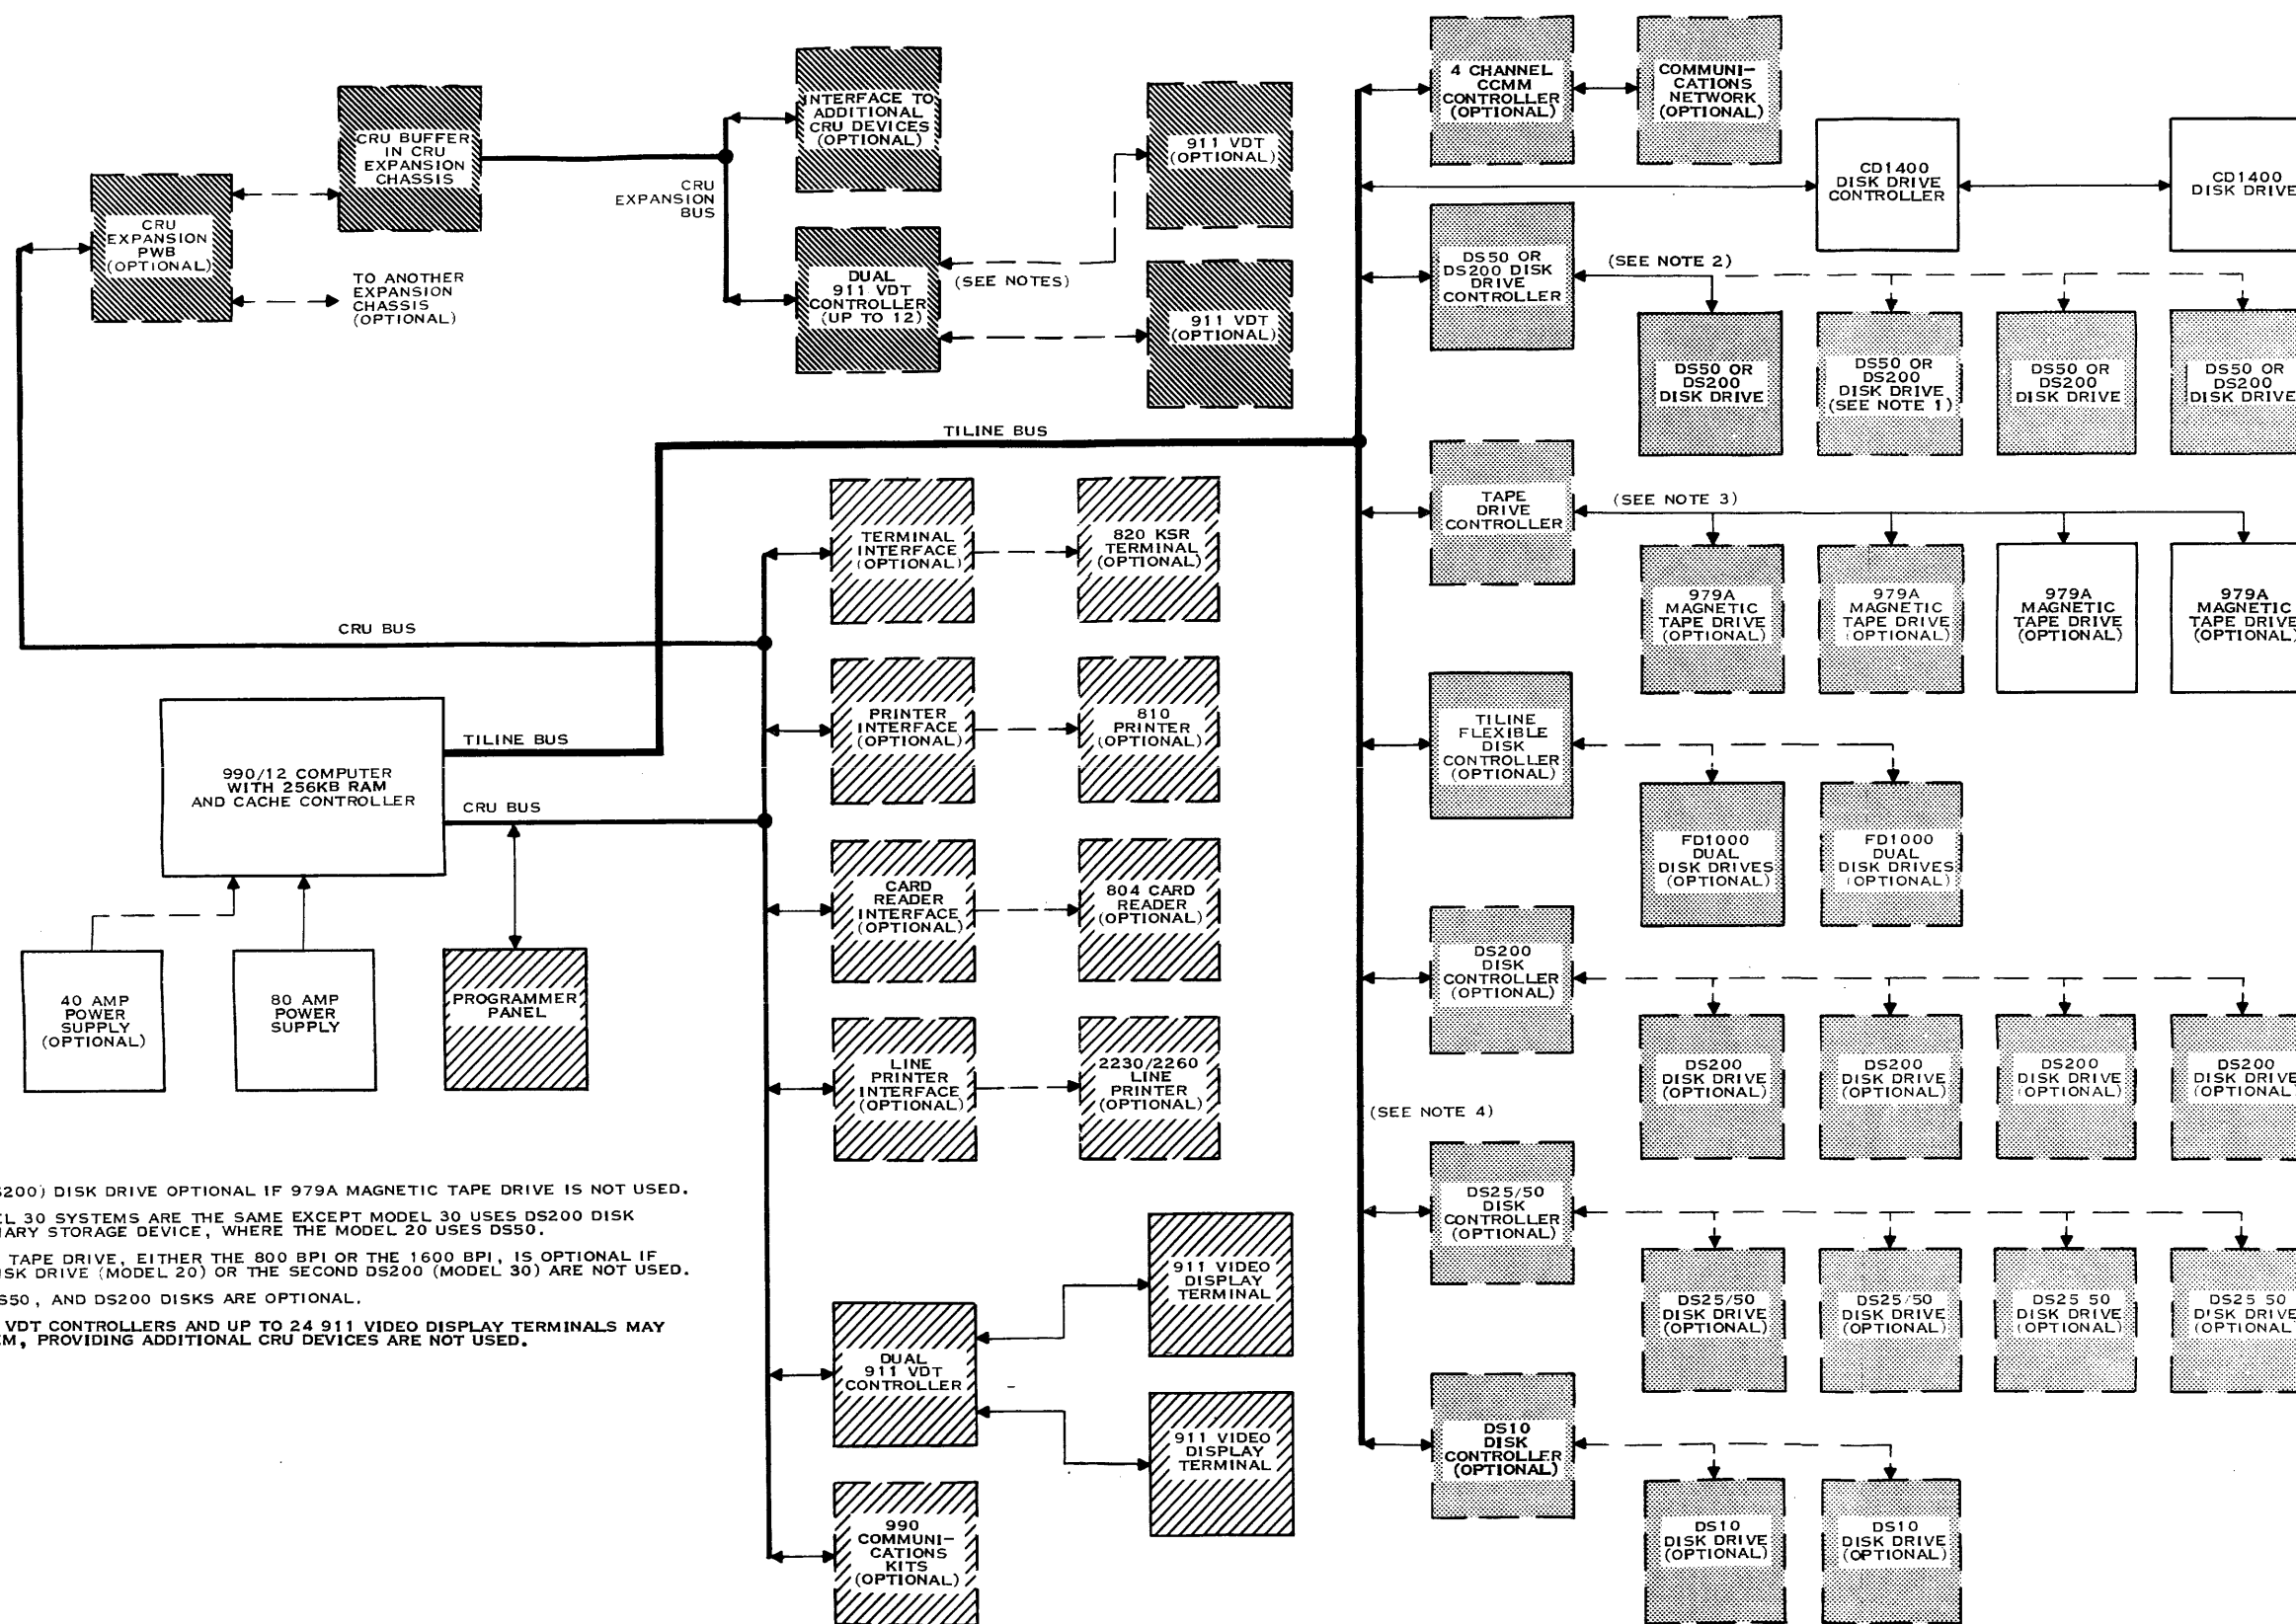 4 CHANNEL
CCMM
CONTROLLER
(OPTIONAL)
COMMUNI-
CATIONS
NETWORK
(OPTIONAL)
INTERFACE TO
ADDITIONAL
CRU DEVICES
(OPTIONAL)
CRU BUFFER
IN CRU
EXPANSION
CHASSIS
911 VDT
(OPTIONAL)
CD1400
DISK DRIVE
CONTROLLER
CD1400
DISK DRIVE
CRU
EXPANSION
BUS
CRU
EXPANSION
PWB
(OPTIONAL)
TO ANOTHER
EXPANSION
CHASSIS
(OPTIONAL)
DUAL
911 VDT
CONTROLLER
(UP TO 12)
(SEE NOTES)
911 VDT
(OPTIONAL)
DS50 OR
DS200 DISK
DRIVE
CONTROLLER
(SEE NOTE 2)
DS50 OR
DS200
DISK DRIVE
DS50 OR
DS200
DISK DRIVE
(SEE NOTE 1)
DS50 OR
DS200
DISK DRIVE
DS50 OR
DS200
DISK DRIVE
TILINE BUS
TAPE
DRIVE
CONTROLLER
(SEE NOTE 3)
979A
MAGNETIC
TAPE DRIVE
(OPTIONAL)
979A
MAGNETIC
TAPE DRIVE
(OPTIONAL)
979A
MAGNETIC
TAPE DRIVE
(OPTIONAL)
979A
MAGNETIC
TAPE DRIVE
(OPTIONAL)
TERMINAL
INTERFACE
(OPTIONAL)
820 KSR
TERMINAL
(OPTIONAL)
CRU BUS
PRINTER
INTERFACE
(OPTIONAL)
810
PRINTER
(OPTIONAL)
TILINE
FLEXIBLE
DISK
CONTROLLER
(OPTIONAL)
FD1000
DUAL
DISK DRIVES
(OPTIONAL)
FD1000
DUAL
DISK DRIVES
(OPTIONAL)
TILINE BUS
990/12 COMPUTER
WITH 256KB RAM
AND CACHE CONTROLLER
CRU BUS
CARD
READER
INTERFACE
(OPTIONAL)
804 CARD
READER
(OPTIONAL)
40 AMP
POWER
SUPPLY
(OPTIONAL)
80 AMP
POWER
SUPPLY
PROGRAMMER
PANEL
DS200
DISK
CONTROLLER
(OPTIONAL)
DS200
DISK DRIVE
(OPTIONAL)
DS200
DISK DRIVE
(OPTIONAL)
DS200
DISK DRIVE
(OPTIONAL)
DS200
DISK DRIVE
(OPTIONAL)
LINE
PRINTER
INTERFACE
(OPTIONAL)
2230/2260
LINE
PRINTER
(OPTIONAL)
(SEE NOTE 4)
DS25/50
DISK
CONTROLLER
(OPTIONAL)
DS25/50
DISK DRIVE
(OPTIONAL)
DS25/50
DISK DRIVE
(OPTIONAL)
DS25 50
DISK DRIVE
(OPTIONAL)
DS25 50
DISK DRIVE
(OPTIONAL
S200) DISK DRIVE OPTIONAL IF 979A MAGNETIC TAPE DRIVE IS NOT USED.
EL 30 SYSTEMS ARE THE SAME EXCEPT MODEL 30 USES DS200 DISK
MARY STORAGE DEVICE, WHERE THE MODEL 20 USES DS50.
TAPE DRIVE, EITHER THE 800 BPI OR THE 1600 BPI, IS OPTIONAL IF
ISK DRIVE (MODEL 20) OR THE SECOND DS200 (MODEL 30) ARE NOT USED.
S50, AND DS200 DISKS ARE OPTIONAL.
VDT CONTROLLERS AND UP TO 24 911 VIDEO DISPLAY TERMINALS MAY
EM, PROVIDING ADDITIONAL CRU DEVICES ARE NOT USED.
911 VIDEO
DISPLAY
TERMINAL
DUAL
911 VDT
CONTROLLER
911 VIDEO
DISPLAY
TERMINAL
990
COMMUNI-
CATIONS
KITS
(OPTIONAL)
DS10
DISK
CONTROLLER
(OPTIONAL)
DS10
DISK DRIVE
(OPTIONAL)
DS10
DISK DRIVE
(OPTIONAL)